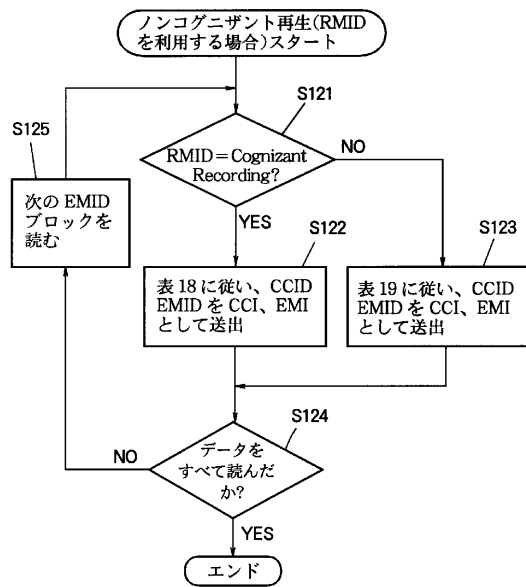 ノンコグニザント再生(RMID
を利用する場合)スタート
S121
RMID＝Cognizant
Recording?
NO
YES
S125
次の EMID
ブロックを
読む
S122
表18に従い、CCID
EMID を CCI、EMI
として送出
S123
表19に従い、CCID
EMID を CCI、EMI
として送出
S124
データを
すべて読んだ
か?
NO
YES
エンド